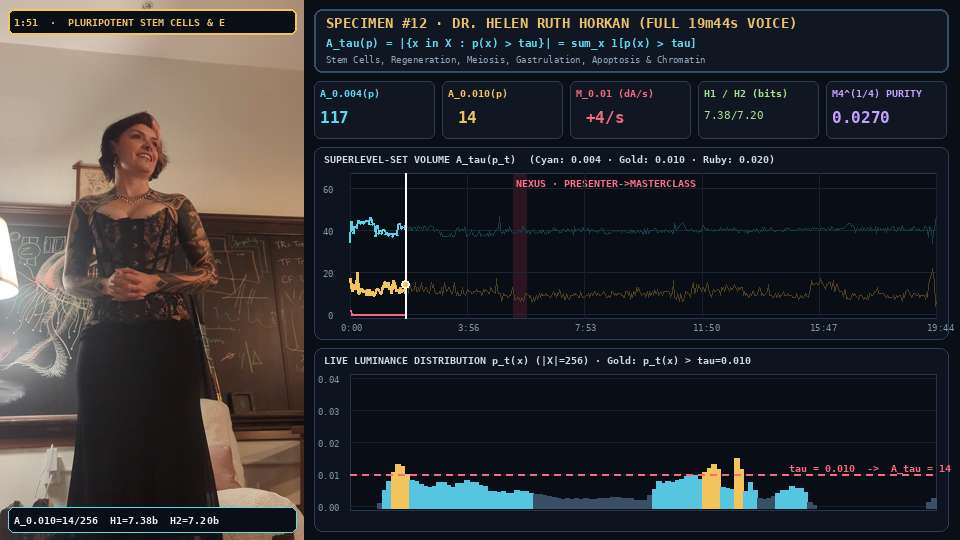 1:51 · PLURIPOTENT STEM CELLS & E
SPECIMEN #12 · DR. HELEN RUTH HORKAN (FULL 19m44s VOICE)
A_tau(p) = |{x in X : p(x) > tau}| = sum_x 1[p(x) > tau]
Stem Cells, Regeneration, Meiosis, Gastrulation, Apoptosis & Chromatin
A_0.004(p)
117
A_0.010(p)
14
M_0.01 (dA/s)
+4/s
H1 / H2 (bits)
7.38/7.20
M4^(1/4) PURITY
0.0270
SUPERLEVEL-SET VOLUME A_tau(p_t) (Cyan: 0.004 · Gold: 0.010 · Ruby: 0.020)
NEXUS · PRESENTER->MASTERCLASS
60
40
20
0
0:00 3:56 7:53 11:50 15:47 19:44
LIVE LUMINANCE DISTRIBUTION p_t(x) (|X|=256) · Gold: p_t(x) > tau=0.010
0.04
0.03
0.02
tau = 0.010 -> A_tau = 14
0.01
0.00
A_0.010=14/256 H1=7.38b H2=7.20b